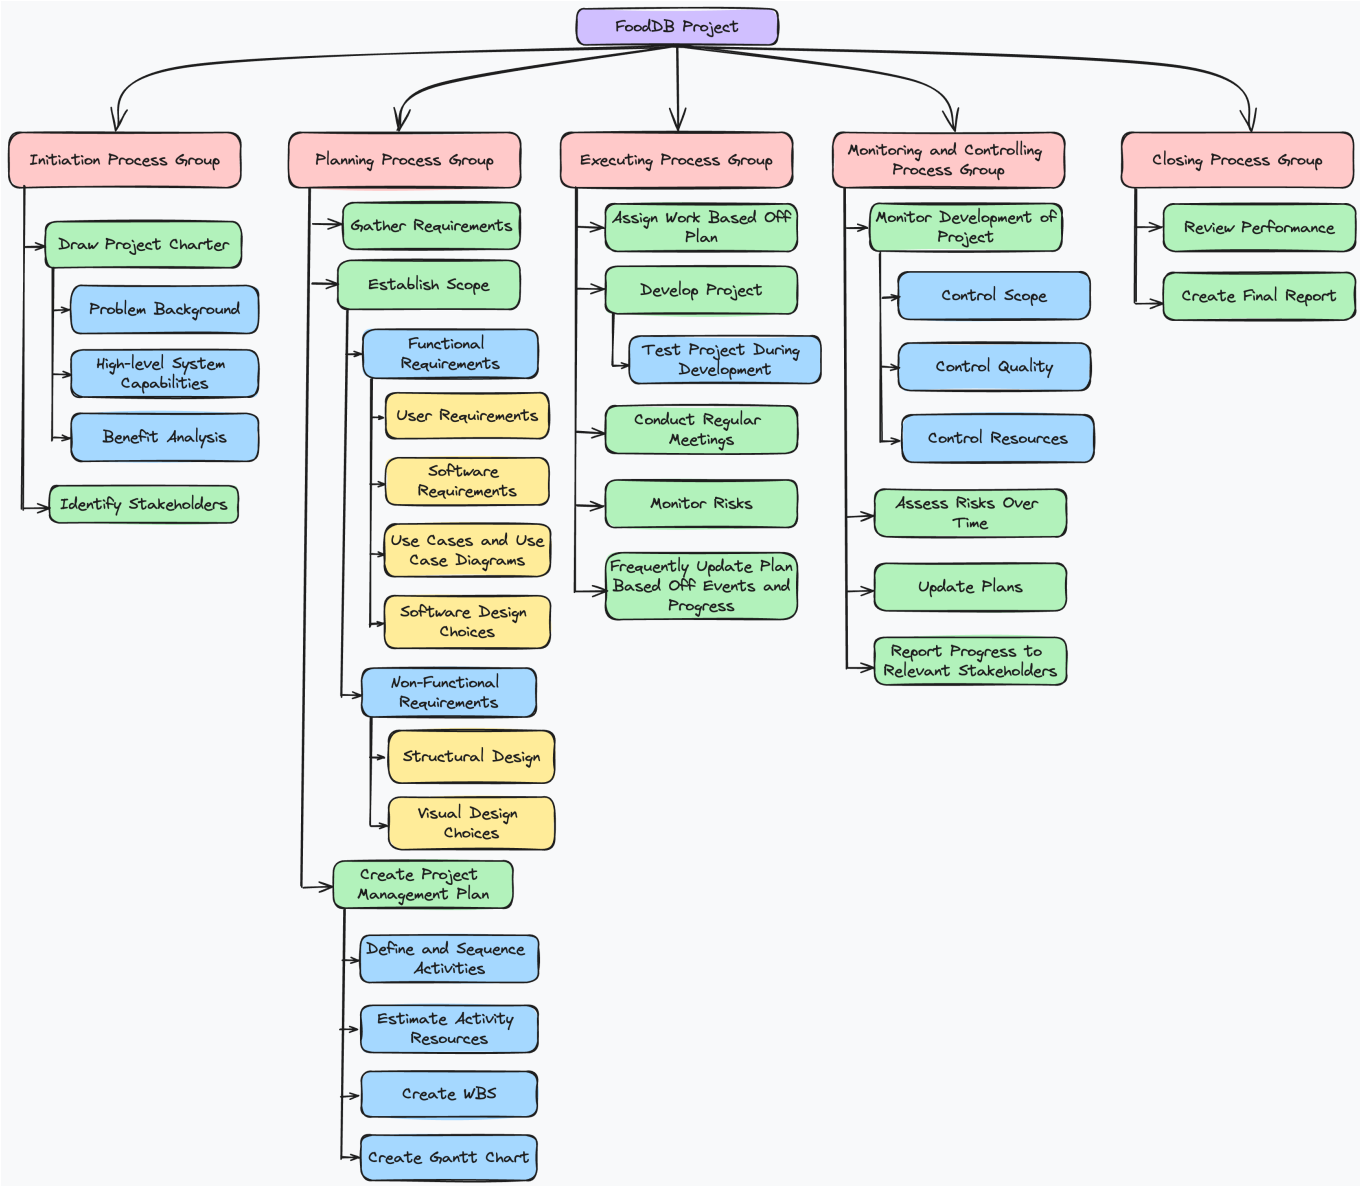 FoodDB Project
Initiation Process Group
Draw Project Charter
Problem Background
High-level System
Capabilities
Benefit Analysis
Identify Stakeholders
Planning Process Group
Gather Requirements
Establish Scope
Functional
Requirements
User Requirements
Software
Requirements
Use Cases and Use
Case Diagrams
Software Design
Choices
Non-Functional
Requirements
Structural Design
Visual Design
Choices
Create Project
Management Plan
Define and Sequence
Activities
Estimate Activity
Resources
Create WBS
Create Gantt Chart
Executing Process Group
Assign Work Based Off
Plan
Develop Project
Test Project During
Development
Conduct Regular
Meetings
Monitor Risks
Frequently Update Plan
Based Off Events and
Progress
Monitoring and Controlling
Process Group
Monitor Development of
Project
Control Scope
Control Quality
Control Resources
Assess Risks Over
Time
Update Plans
Report Progress to
Relevant Stakeholders
Closing Process Group
Review Performance
Create Final Report